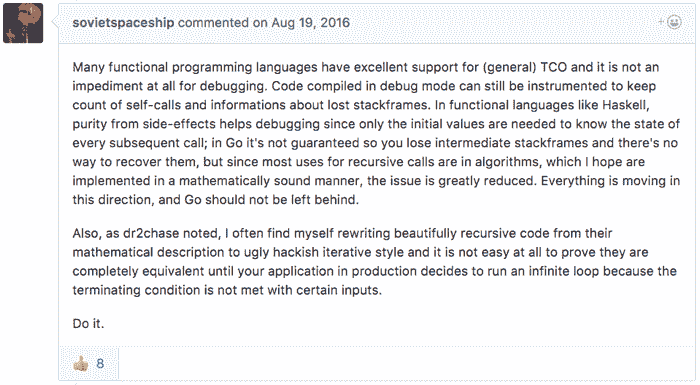 sovietspaceship commented on Aug 19, 2016
Many functional programming languages have excellent support for (general) TCO and it is not an
impediment at all for debugging. Code compiled in debug mode can still be instrumented to keep
count of self-calls and informations about lost stackframes. In functional languages like Haskell,
purity from side-effects helps debugging since only the initial values are needed to know the state of
every subsequent call; in Go it's not guaranteed so you lose intermediate stackframes and there's no
way to recover them, but since most uses for recursive calls are in algorithms, which I hope are
implemented in a mathematically sound manner, the issue is greatly reduced. Everything is moving in
this direction, and Go should not be left behind.
Also, as dr2chase noted, I often find myself rewriting beautifully recursive code from their
mathematical description to ugly hackish iterative style and it is not easy at all to prove they are
completely equivalent until your application in production decides to run an infinite loop because the
terminating condition is not met with certain inputs.
Do it.
8